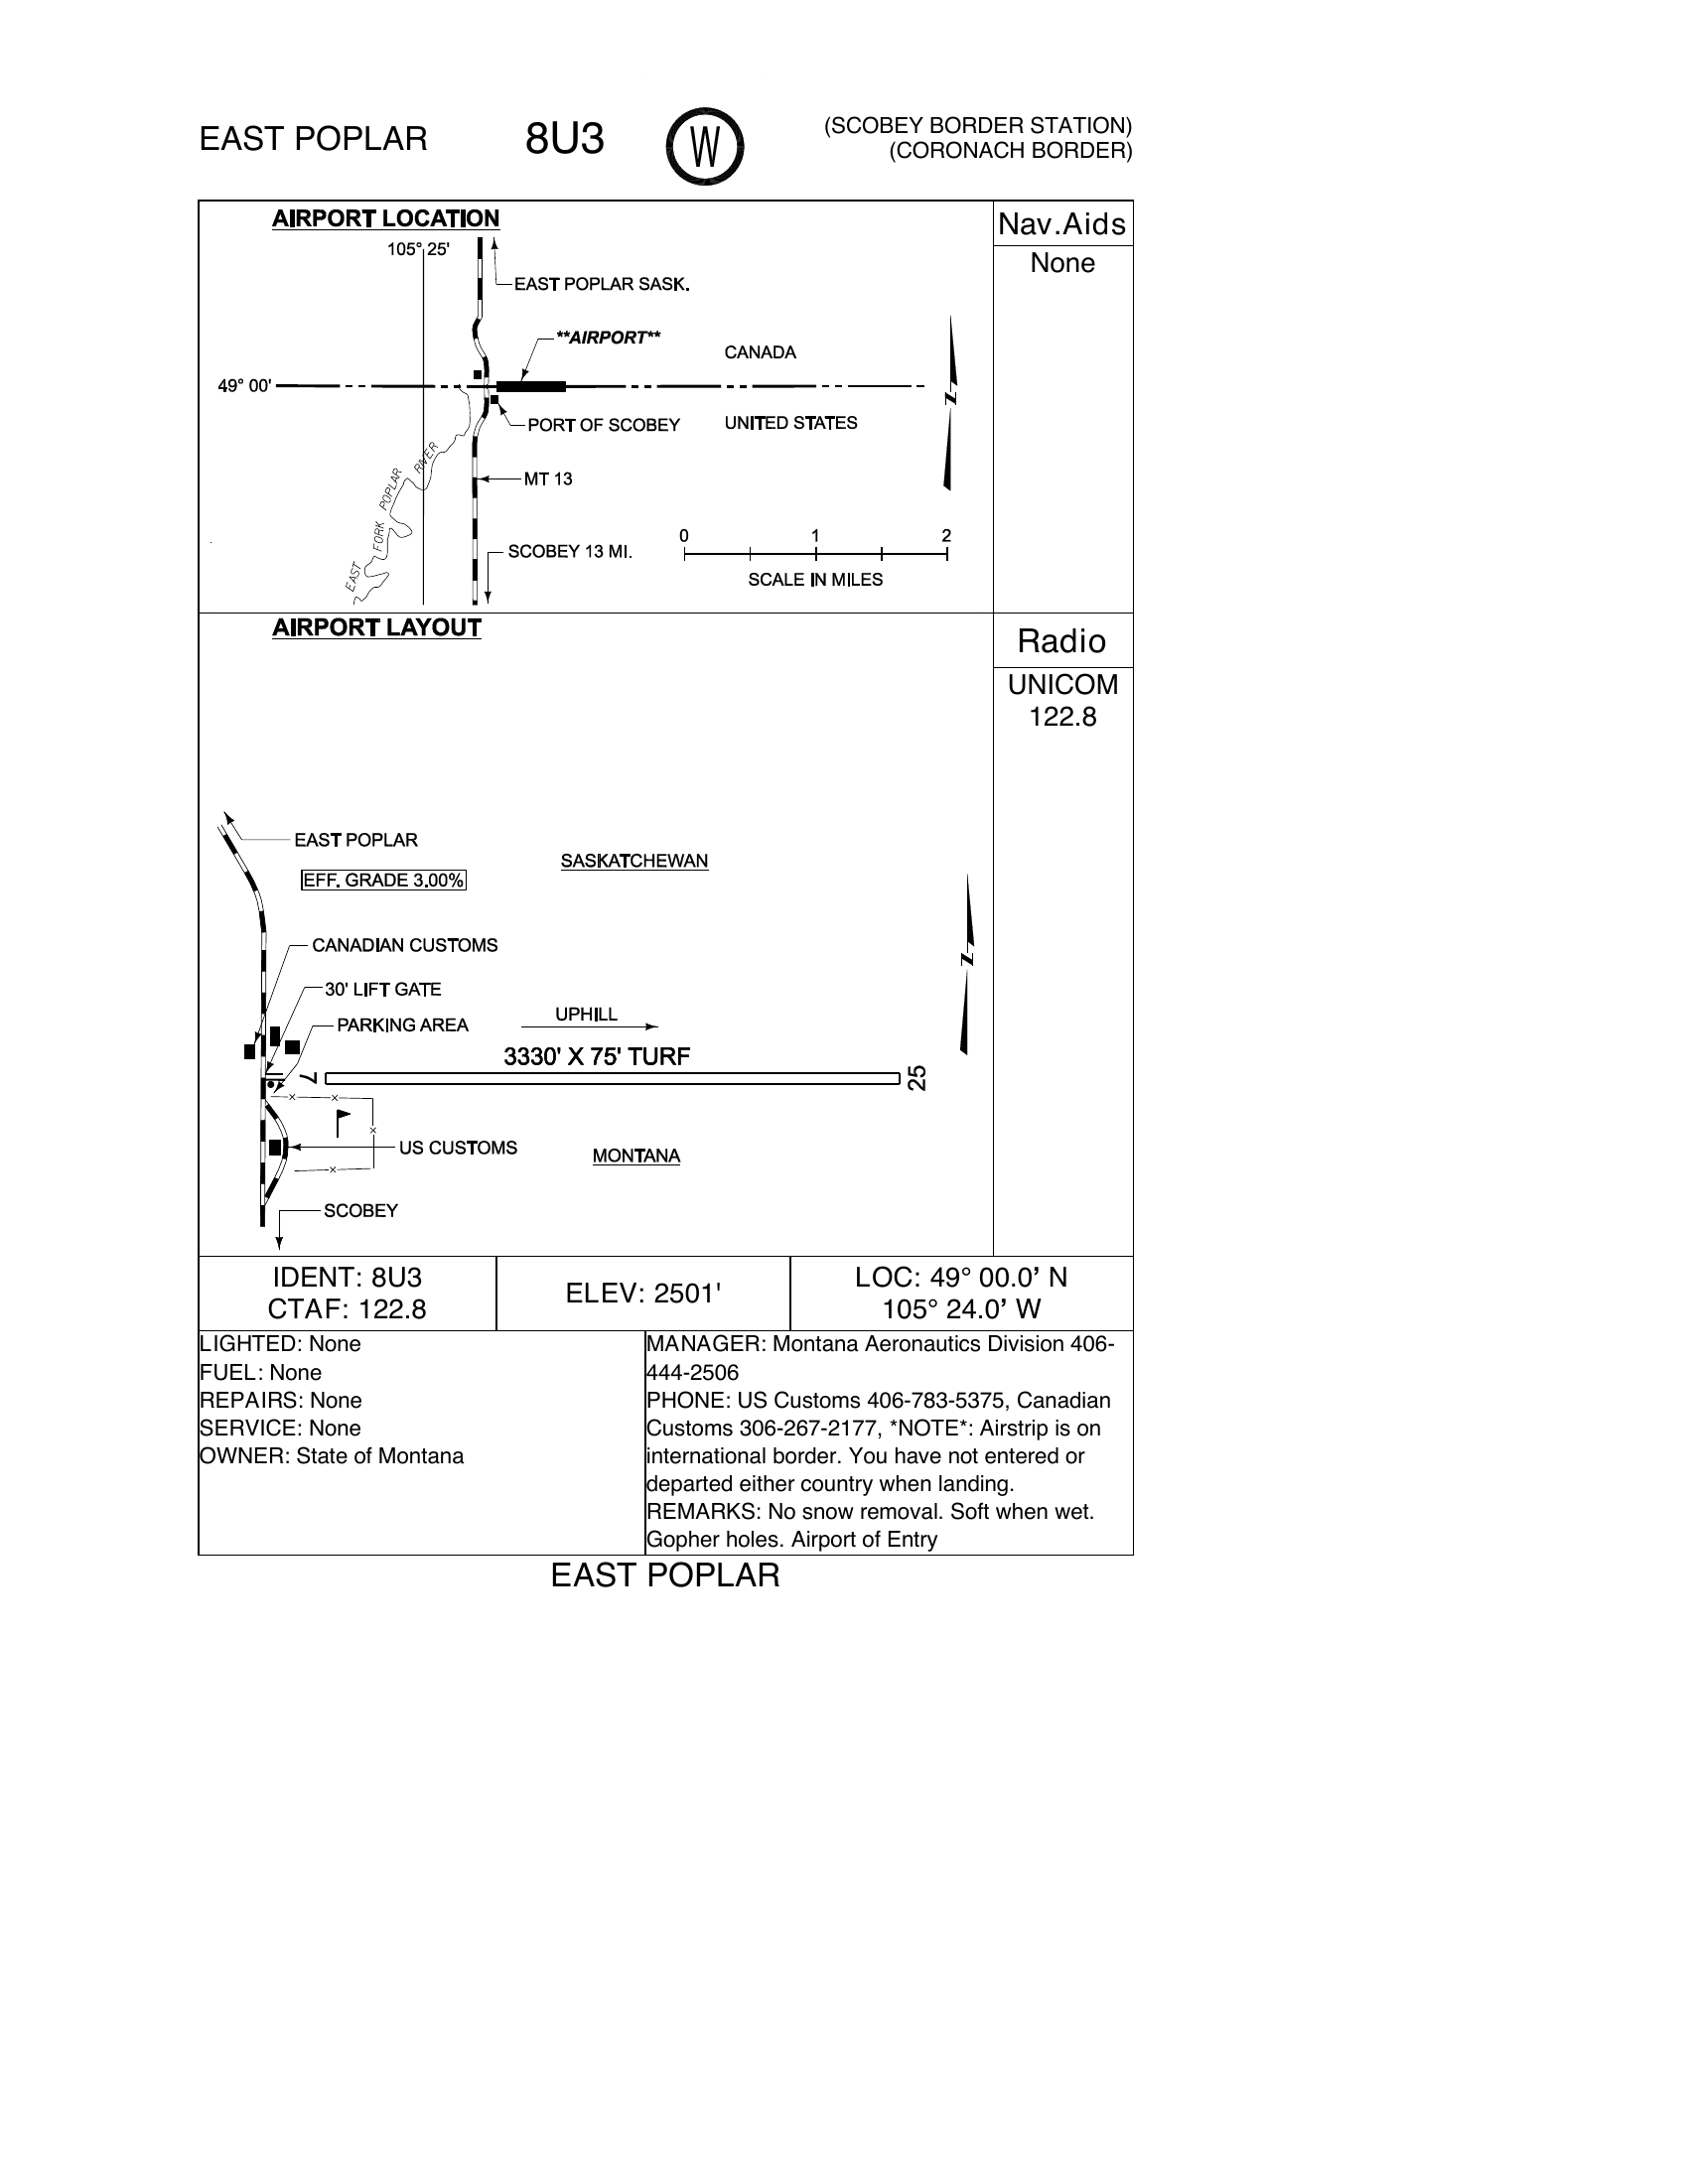 EAST POPLAR
8U3
W
(SCOBEY BORDER STATION)
(CORONACH BORDER)
AIRPORT LOCATION
105° 25'
EAST POPLAR SASK.
**AIRPORT**
CANADA
49° 00'
PORT OF SCOBEY
UNITED STATES
EAST FORK POPLAR RIVER
MT 13
SCOBEY 13 MI.
0 1 2
SCALE IN MILES
N
Nav.Aids
None
AIRPORT LAYOUT
Radio
UNICOM
122.8
EAST POPLAR
EFF. GRADE 3.00%
SASKATCHEWAN
CANADIAN CUSTOMS
30' LIFT GATE
PARKING AREA
UPHILL
3330' X 75' TURF
7
25
N
US CUSTOMS
MONTANA
SCOBEY
IDENT: 8U3
CTAF: 122.8
ELEV: 2501'
LOC: 49° 00.0’ N
105° 24.0’ W
LIGHTED: None
FUEL: None
REPAIRS: None
SERVICE: None
OWNER: State of Montana
MANAGER: Montana Aeronautics Division 406-
444-2506
PHONE: US Customs 406-783-5375, Canadian
Customs 306-267-2177, *NOTE*: Airstrip is on
international border. You have not entered or
departed either country when landing.
REMARKS: No snow removal. Soft when wet.
Gopher holes. Airport of Entry
EAST POPLAR